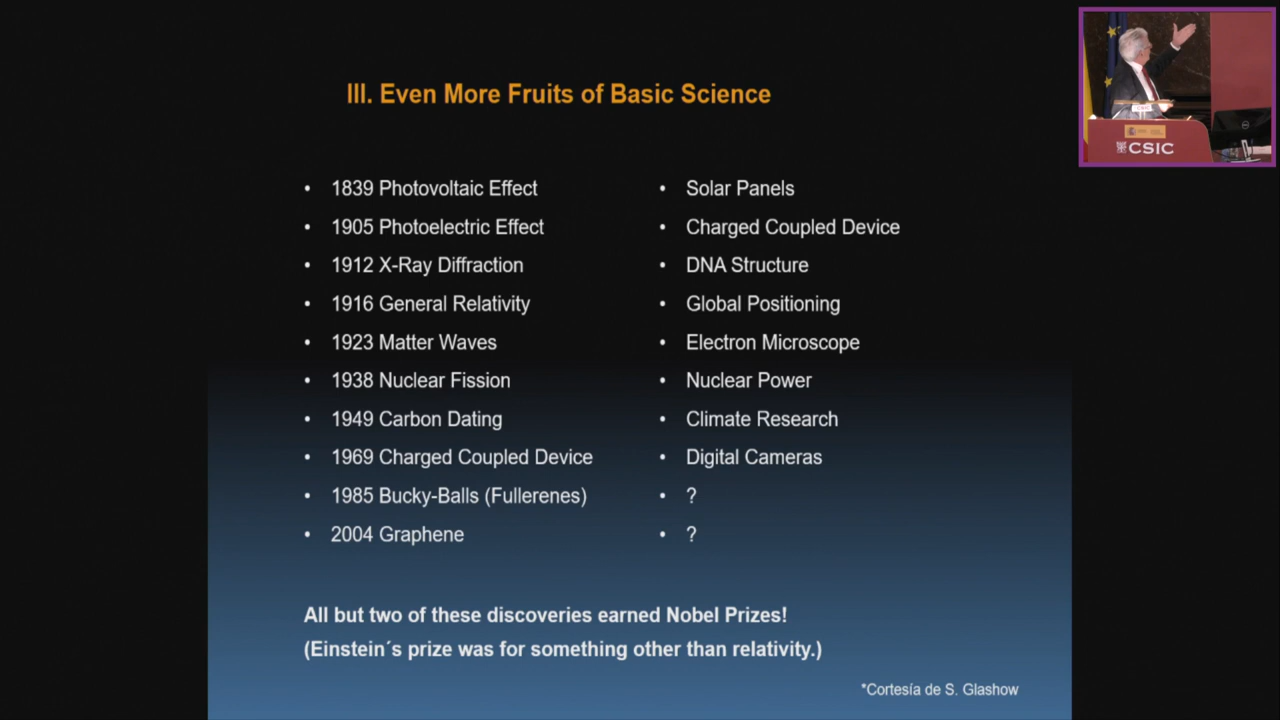 III. Even More Fruits of Basic Science
• 1839 Photovoltaic Effect • Solar Panels
• 1905 Photoelectric Effect • Charged Coupled Device
• 1912 X-Ray Diffraction • DNA Structure
• 1916 General Relativity • Global Positioning
• 1923 Matter Waves • Electron Microscope
• 1938 Nuclear Fission • Nuclear Power
• 1949 Carbon Dating • Climate Research
• 1969 Charged Coupled Device • Digital Cameras
• 1985 Bucky-Balls (Fullerenes) • ?
• 2004 Graphene • ?
All but two of these discoveries earned Nobel Prizes!
(Einstein´s prize was for something other than relativity.)
*Cortesía de S. Glashow
CSIC